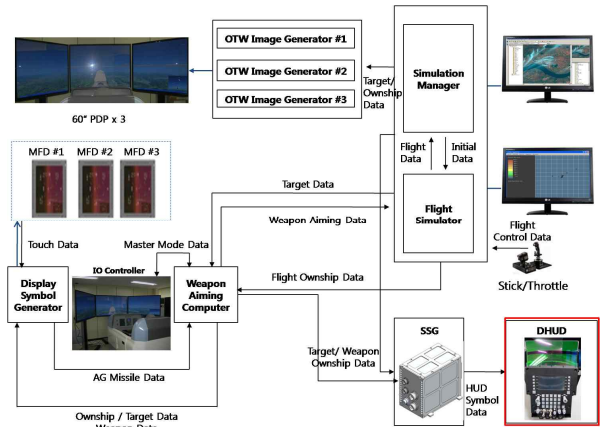 OTW Image Generator #1
OTW Image Generator #2
OTW Image Generator #3
60" PDP x 3
Target/
Ownship
Data
Simulation
Manager
Flight
Data
Initial
Data
Flight
Simulator
MFD #1
MFD #2
MFD #3
Target Data
Weapon Aiming Data
Flight
Control Data
Stick/Throttle
Touch Data
Master Mode Data
IO Controller
Flight Ownship Data
Display
Symbol
Generator
Weapon
Aiming
Computer
AG Missile Data
Target/ Weapon
Ownship Data
SSG
HUD
Symbol
Data
DHUD
Ownship / Target Data
Weapon Data